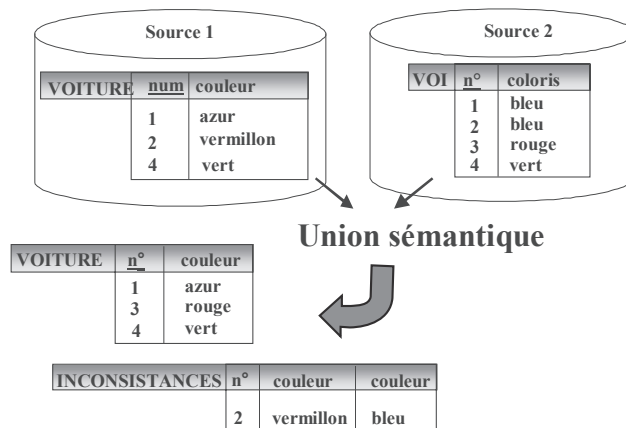 Source 1
Source 2
VOITURE num couleur
1 azur
2 vermillon
4 vert
VOI n° coloris
1 bleu
2 bleu
3 rouge
4 vert
Union sémantique
VOITURE n° couleur
1 azur
3 rouge
4 vert
INCONSISTANCES n° couleur couleur
2 vermillon bleu